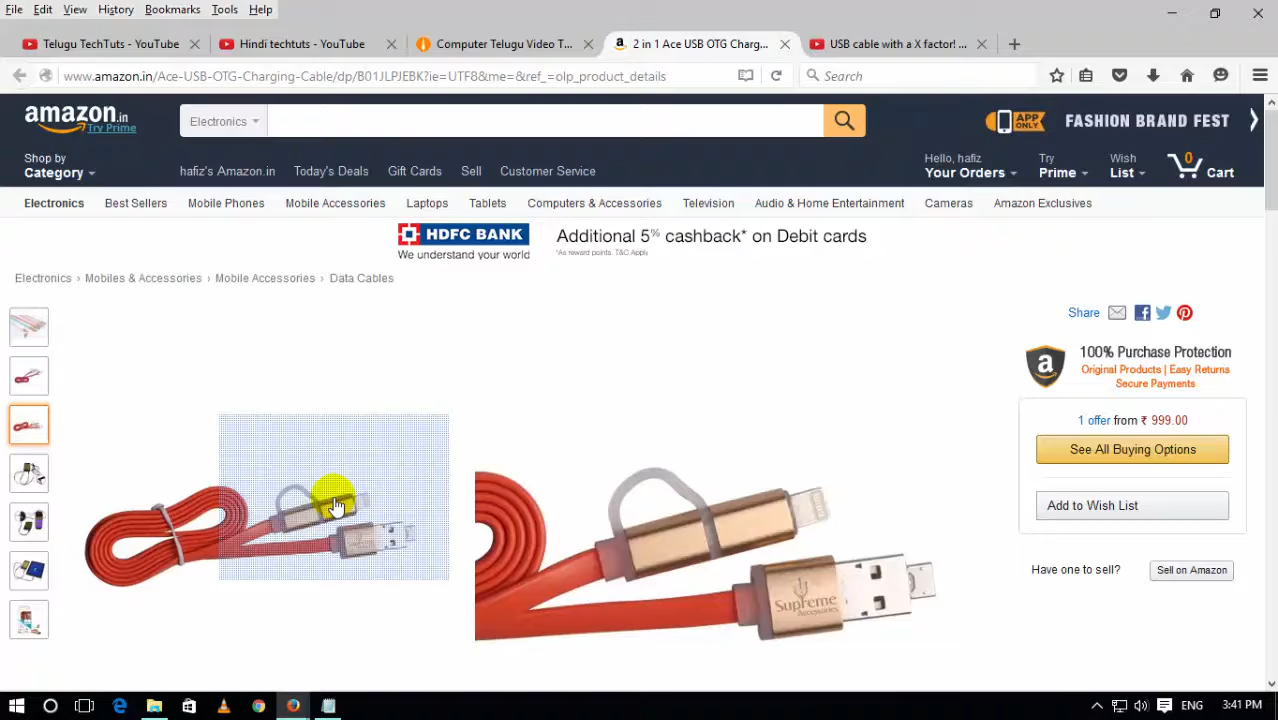 File Edit View History Bookmarks Tools Help
Telugu TechTuts - YouTube
Hindi techtuts - YouTube
Computer Telugu Video T...
2 in 1 Ace USB OTG Charg...
USB cable with a X factor! ...
www.amazon.in/Ace-USB-OTG-Charging-Cable/dp/B01JLPJEBK?ie=UTF8&me=&ref_=olp_product_details
Search
amazon.in
Try Prime
Electronics
APP ONLY
FASHION BRAND FEST
Shop by
Category
hafiz's Amazon.in Today's Deals Gift Cards Sell Customer Service
Hello, hafiz
Your Orders
Try
Prime
Wish
List
0
Cart
Electronics Best Sellers Mobile Phones Mobile Accessories Laptops Tablets Computers & Accessories Television Audio & Home Entertainment Cameras Amazon Exclusives
HDFC BANK
We understand your world
Additional 5% cashback* on Debit cards
*As reward points. T&C Apply
Electronics › Mobiles & Accessories › Mobile Accessories › Data Cables
Share
100% Purchase Protection
Original Products | Easy Returns
Secure Payments
1 offer from ₹ 999.00
See All Buying Options
Add to Wish List
Have one to sell?
Sell on Amazon
Supreme
Accessories
ENG
3:41 PM